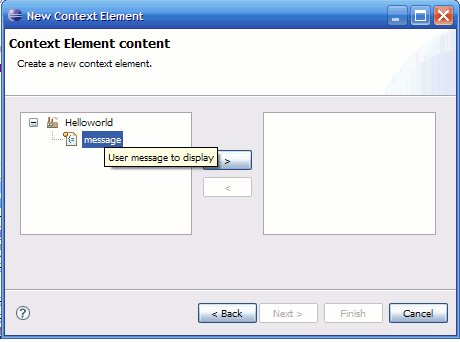 New Context Element
Context Element content
Create a new context element.
Helloworld
message
User message to display
>
<
?
< Back
Next >
Finish
Cancel